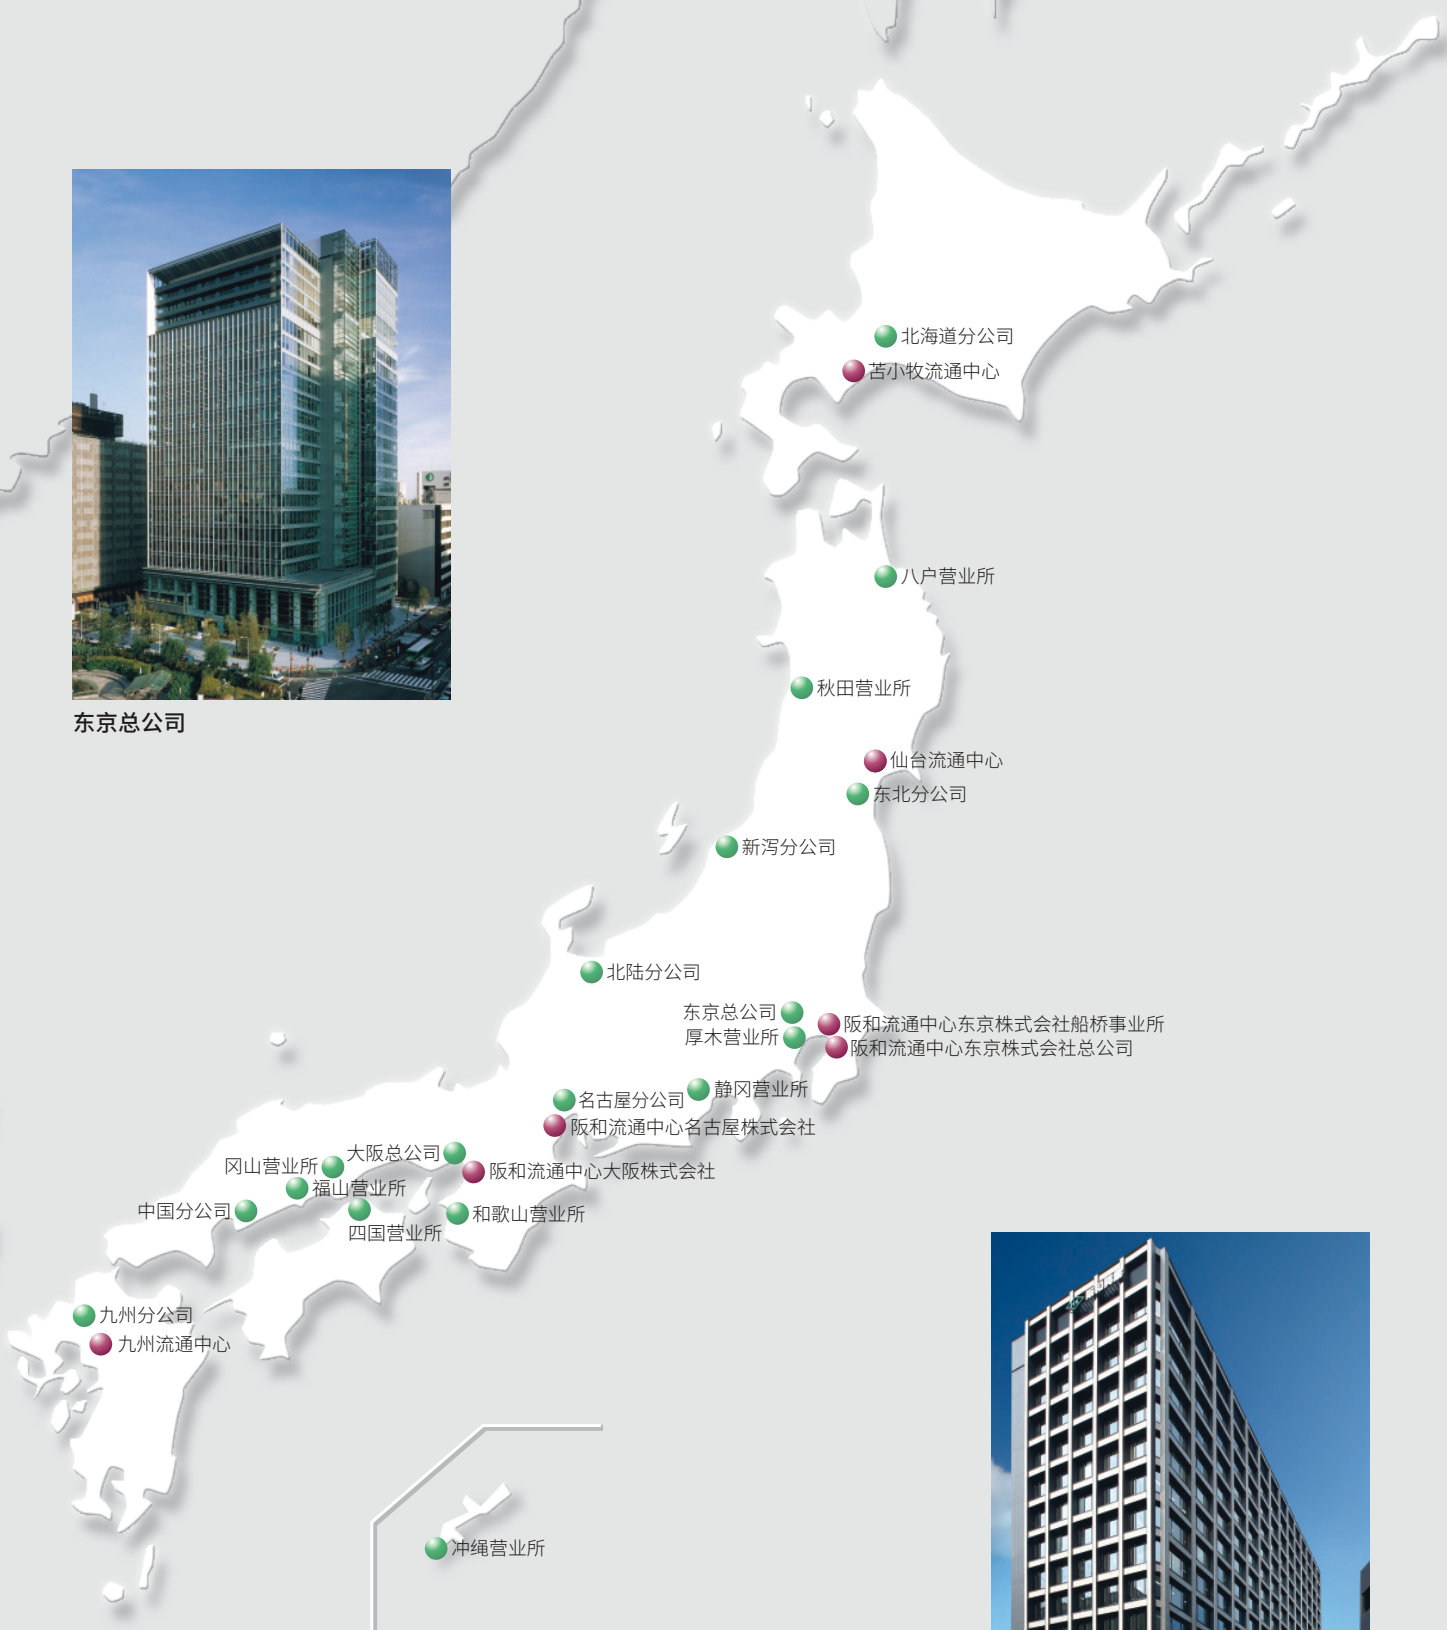 北海道分公司
苫小牧流通中心
八户营业所
秋田营业所
东京总公司
仙台流通中心
东北分公司
新泻分公司
北陆分公司
东京总公司
阪和流通中心东京株式会社船桥事业所
厚木营业所
阪和流通中心东京株式会社总公司
静冈营业所
名古屋分公司
阪和流通中心名古屋株式会社
大阪总公司
冈山营业所
阪和流通中心大阪株式会社
福山营业所
中国分公司
和歌山营业所
四国营业所
九州分公司
九州流通中心
冲绳营业所